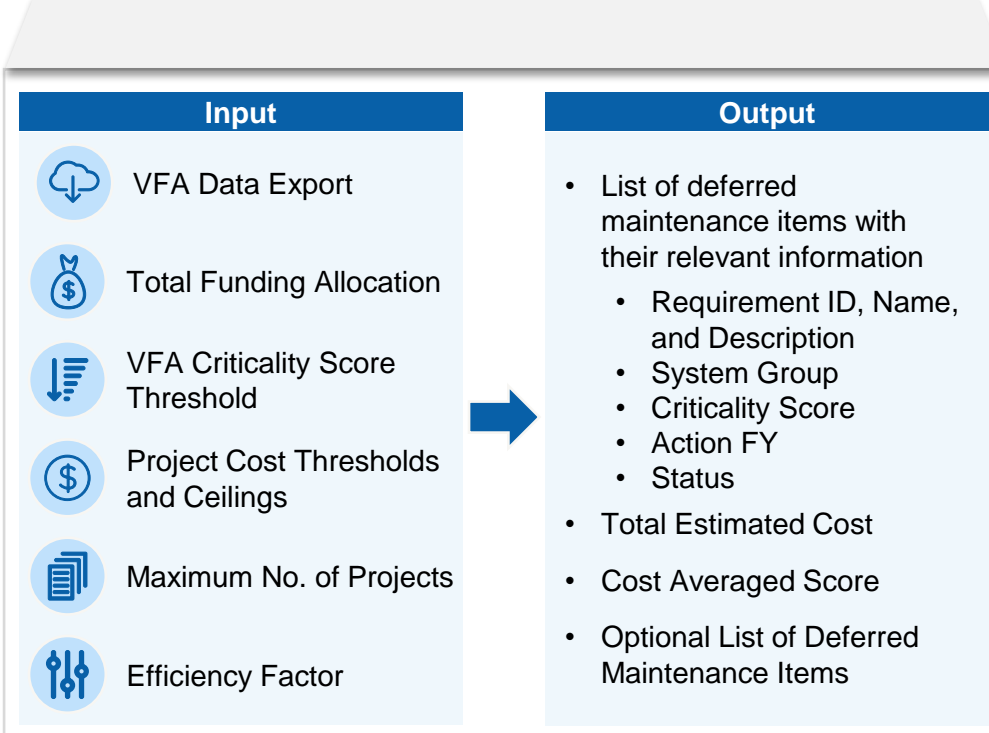 Input
VFA Data Export
Total Funding Allocation
VFA Criticality Score
Threshold
Project Cost Thresholds
and Ceilings
Maximum No. of Projects
Efficiency Factor
Output
• List of deferred
maintenance items with
their relevant information
• Requirement ID, Name,
and Description
• System Group
• Criticality Score
• Action FY
• Status
• Total Estimated Cost
• Cost Averaged Score
• Optional List of Deferred
Maintenance Items